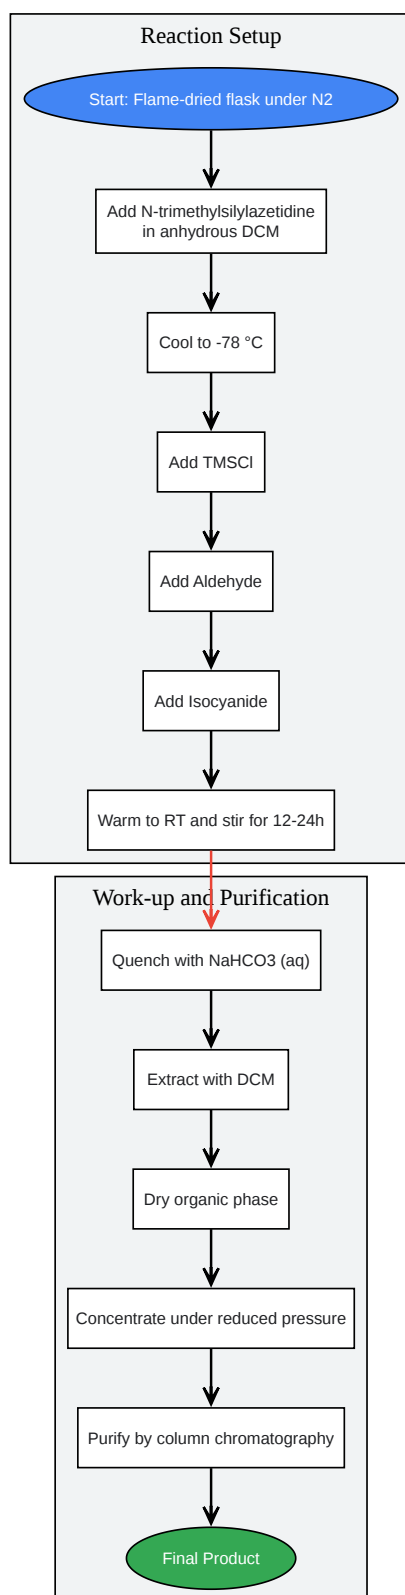 Reaction Setup
Start: Flame-dried flask under N2
Add N-trimethylsilylazetidine
in anhydrous DCM
Cool to -78 °C
Add TMSCl
Add Aldehyde
Add Isocyanide
Warm to RT and stir for 12-24h
Work-up and Purification
Quench with NaHCO3 (aq)
Extract with DCM
Dry organic phase
Concentrate under reduced pressure
Purify by column chromatography
Final Product